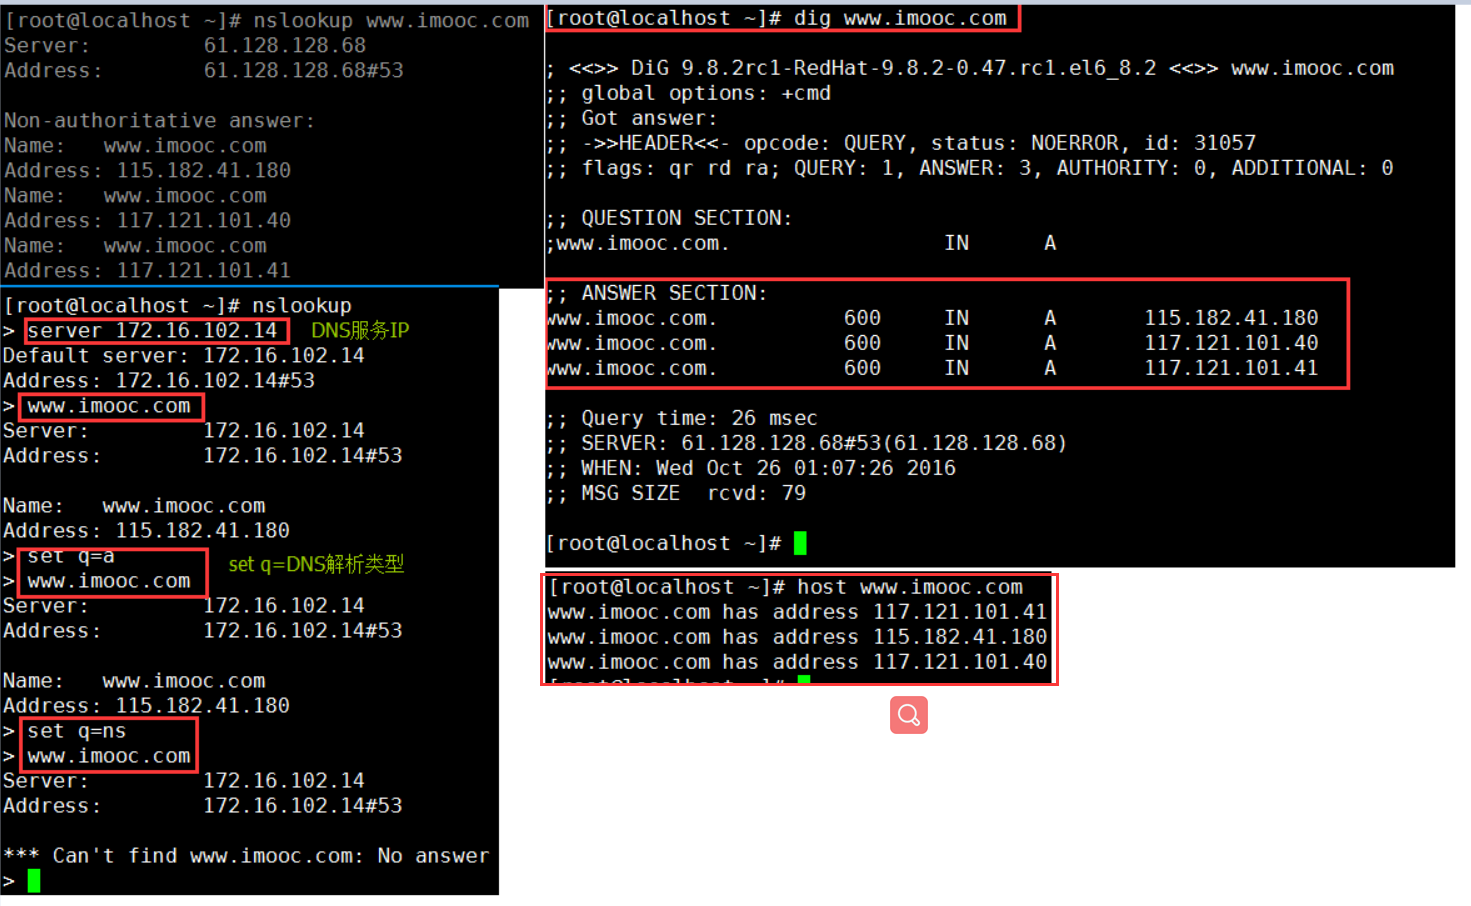 [root@localhost ~]# nslookup www.imooc.com
Server:         61.128.128.68
Address:        61.128.128.68#53
Non-authoritative answer:
Name:   www.imooc.com
Address: 115.182.41.180
Name:   www.imooc.com
Address: 117.121.101.40
Name:   www.imooc.com
Address: 117.121.101.41
[root@localhost ~]# nslookup
> server 172.16.102.14 DNS服务IP
Default server: 172.16.102.14
Address: 172.16.102.14#53
> www.imooc.com
Server:         172.16.102.14
Address:        172.16.102.14#53
Name:   www.imooc.com
Address: 115.182.41.180
> set q=a
set q=DNS解析类型
> www.imooc.com
Server:         172.16.102.14
Address:        172.16.102.14#53
Name:   www.imooc.com
Address: 115.182.41.180
> set q=ns
> www.imooc.com
Server:         172.16.102.14
Address:        172.16.102.14#53
*** Can't find www.imooc.com: No answer
>
[root@localhost ~]# dig www.imooc.com
; <<>> DiG 9.8.2rc1-RedHat-9.8.2-0.47.rc1.el6_8.2 <<>> www.imooc.com
;; global options: +cmd
;; Got answer:
;; ->>HEADER<<- opcode: QUERY, status: NOERROR, id: 31057
;; flags: qr rd ra; QUERY: 1, ANSWER: 3, AUTHORITY: 0, ADDITIONAL: 0
;; QUESTION SECTION:
;www.imooc.com.                 IN      A
;; ANSWER SECTION:
www.imooc.com.          600     IN      A       115.182.41.180
www.imooc.com.          600     IN      A       117.121.101.40
www.imooc.com.          600     IN      A       117.121.101.41
;; Query time: 26 msec
;; SERVER: 61.128.128.68#53(61.128.128.68)
;; WHEN: Wed Oct 26 01:07:26 2016
;; MSG SIZE  rcvd: 79
[root@localhost ~]#
[root@localhost ~]# host www.imooc.com
www.imooc.com has address 117.121.101.41
www.imooc.com has address 115.182.41.180
www.imooc.com has address 117.121.101.40
[root@localhost ~]#